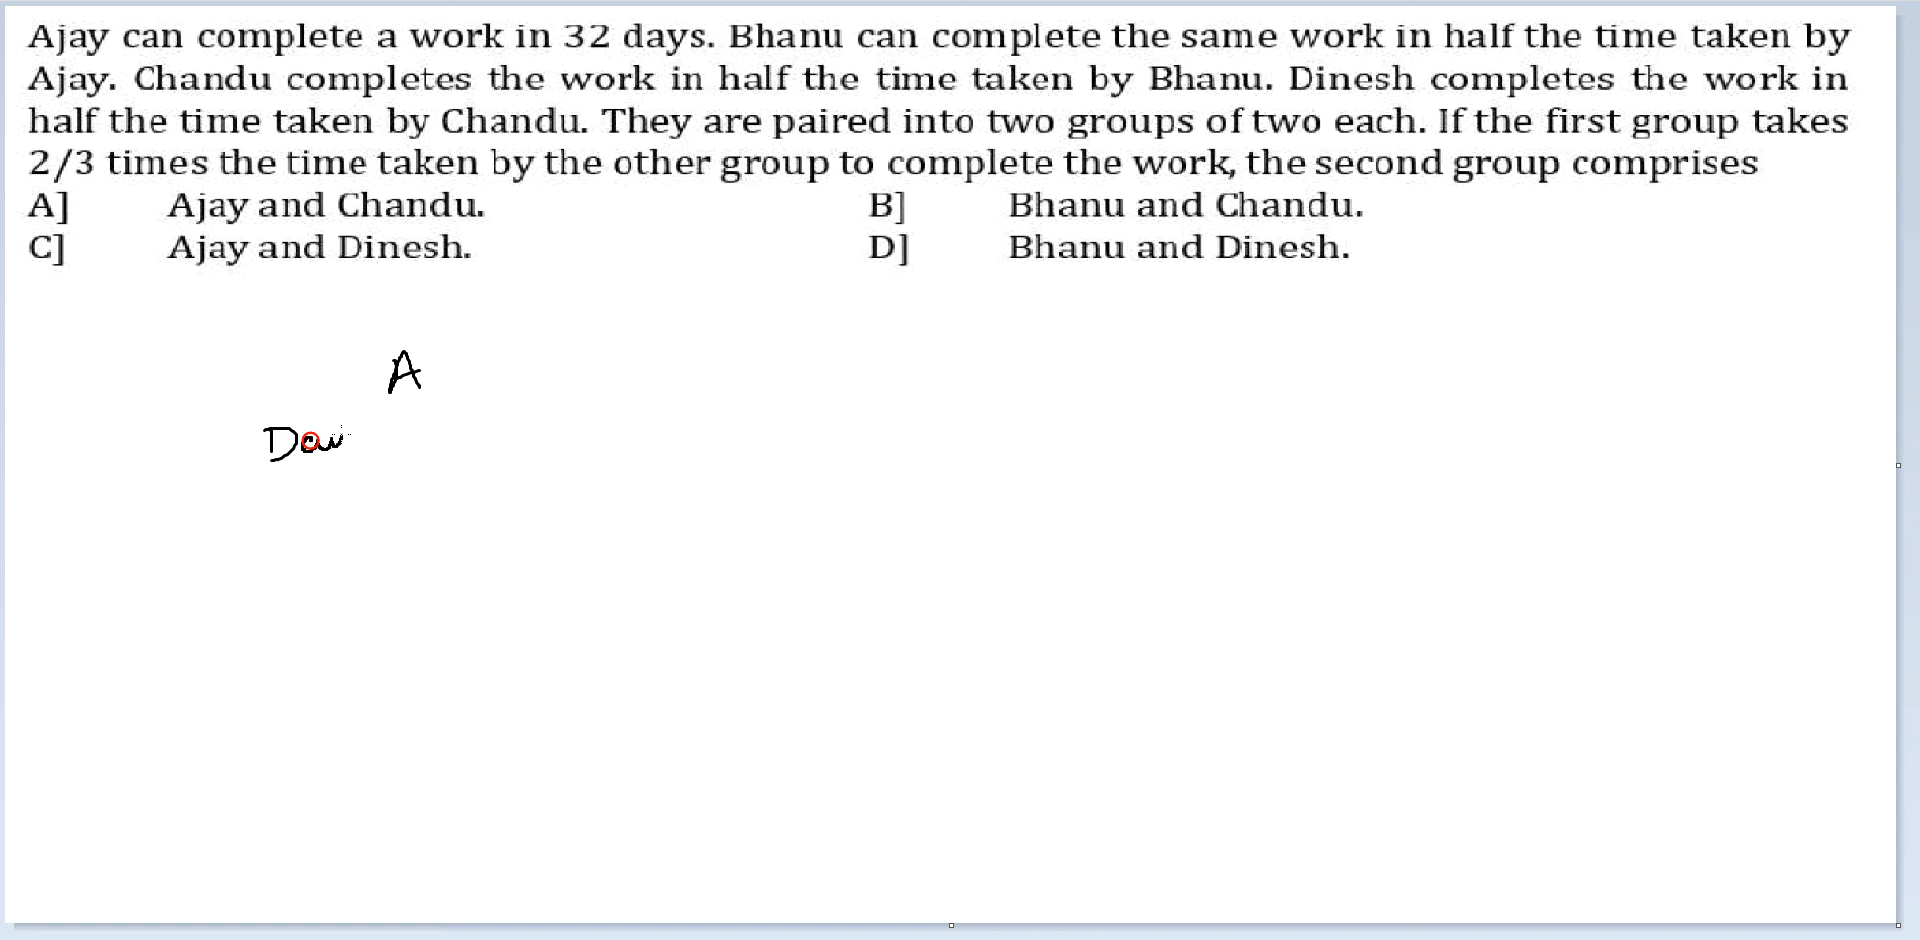 Ajay can complete a work in 32 days. Bhanu can complete the same work in half the time taken by
Ajay. Chandu completes the work in half the time taken by Bhanu. Dinesh completes the work in
half the time taken by Chandu. They are paired into two groups of two each. If the first group takes
2/3 times the time taken by the other group to complete the work, the second group comprises
A] Ajay and Chandu. B] Bhanu and Chandu.
C] Ajay and Dinesh. D] Bhanu and Dinesh.
A